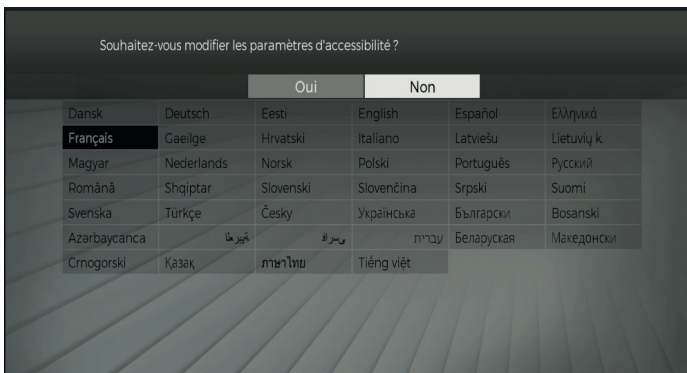 Souhaitez-vous modifier les paramètres d'accessibilité ?
Oui Non
Dansk Deutsch Eesti English Español Ελληνικά
Français Gaeilge Hrvatski Italiano Latviešu Lietuvių k.
Magyar Nederlands Norsk Polski Português Русский
Română Shqiptar Slovenski Slovenčina Srpski Suomi
Svenska Türkçe Česky Українська Български Bosanski
Azərbaycanca العربية فارسی עברית Беларуская Македонски
Crnogorski Қазақ ภาษาไทย Tiếng việt